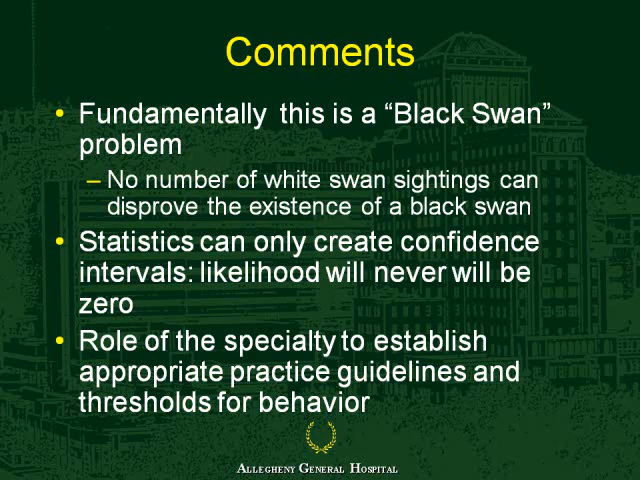 Comments
• Fundamentally this is a “Black Swan”
problem
– No number of white swan sightings can
disprove the existence of a black swan
• Statistics can only create confidence
intervals: likelihood will never will be
zero
• Role of the specialty to establish
appropriate practice guidelines and
thresholds for behavior
ALLEGHENY GENERAL HOSPITAL